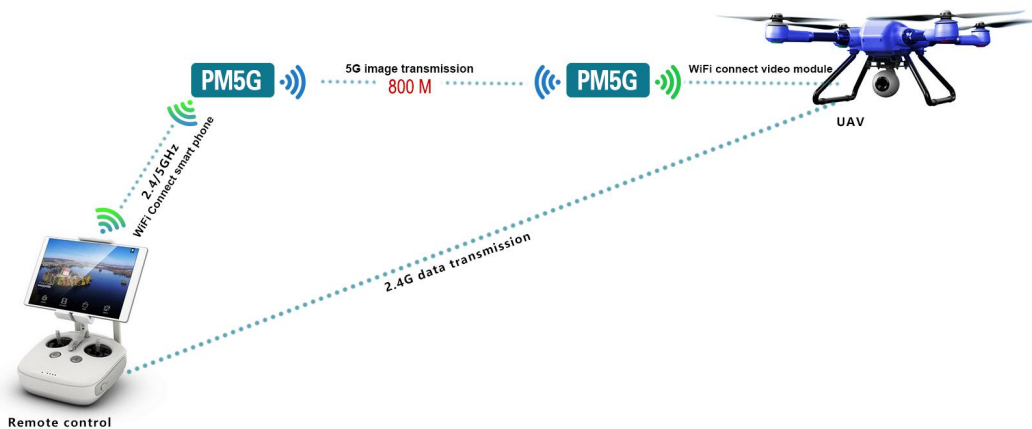 5G image transmission
PM5G
800 M
PM5G
WiFi connect video module
UAV
2.4/5GHz
WiFi Connect smart phone
2.4G data transmission
Remote control